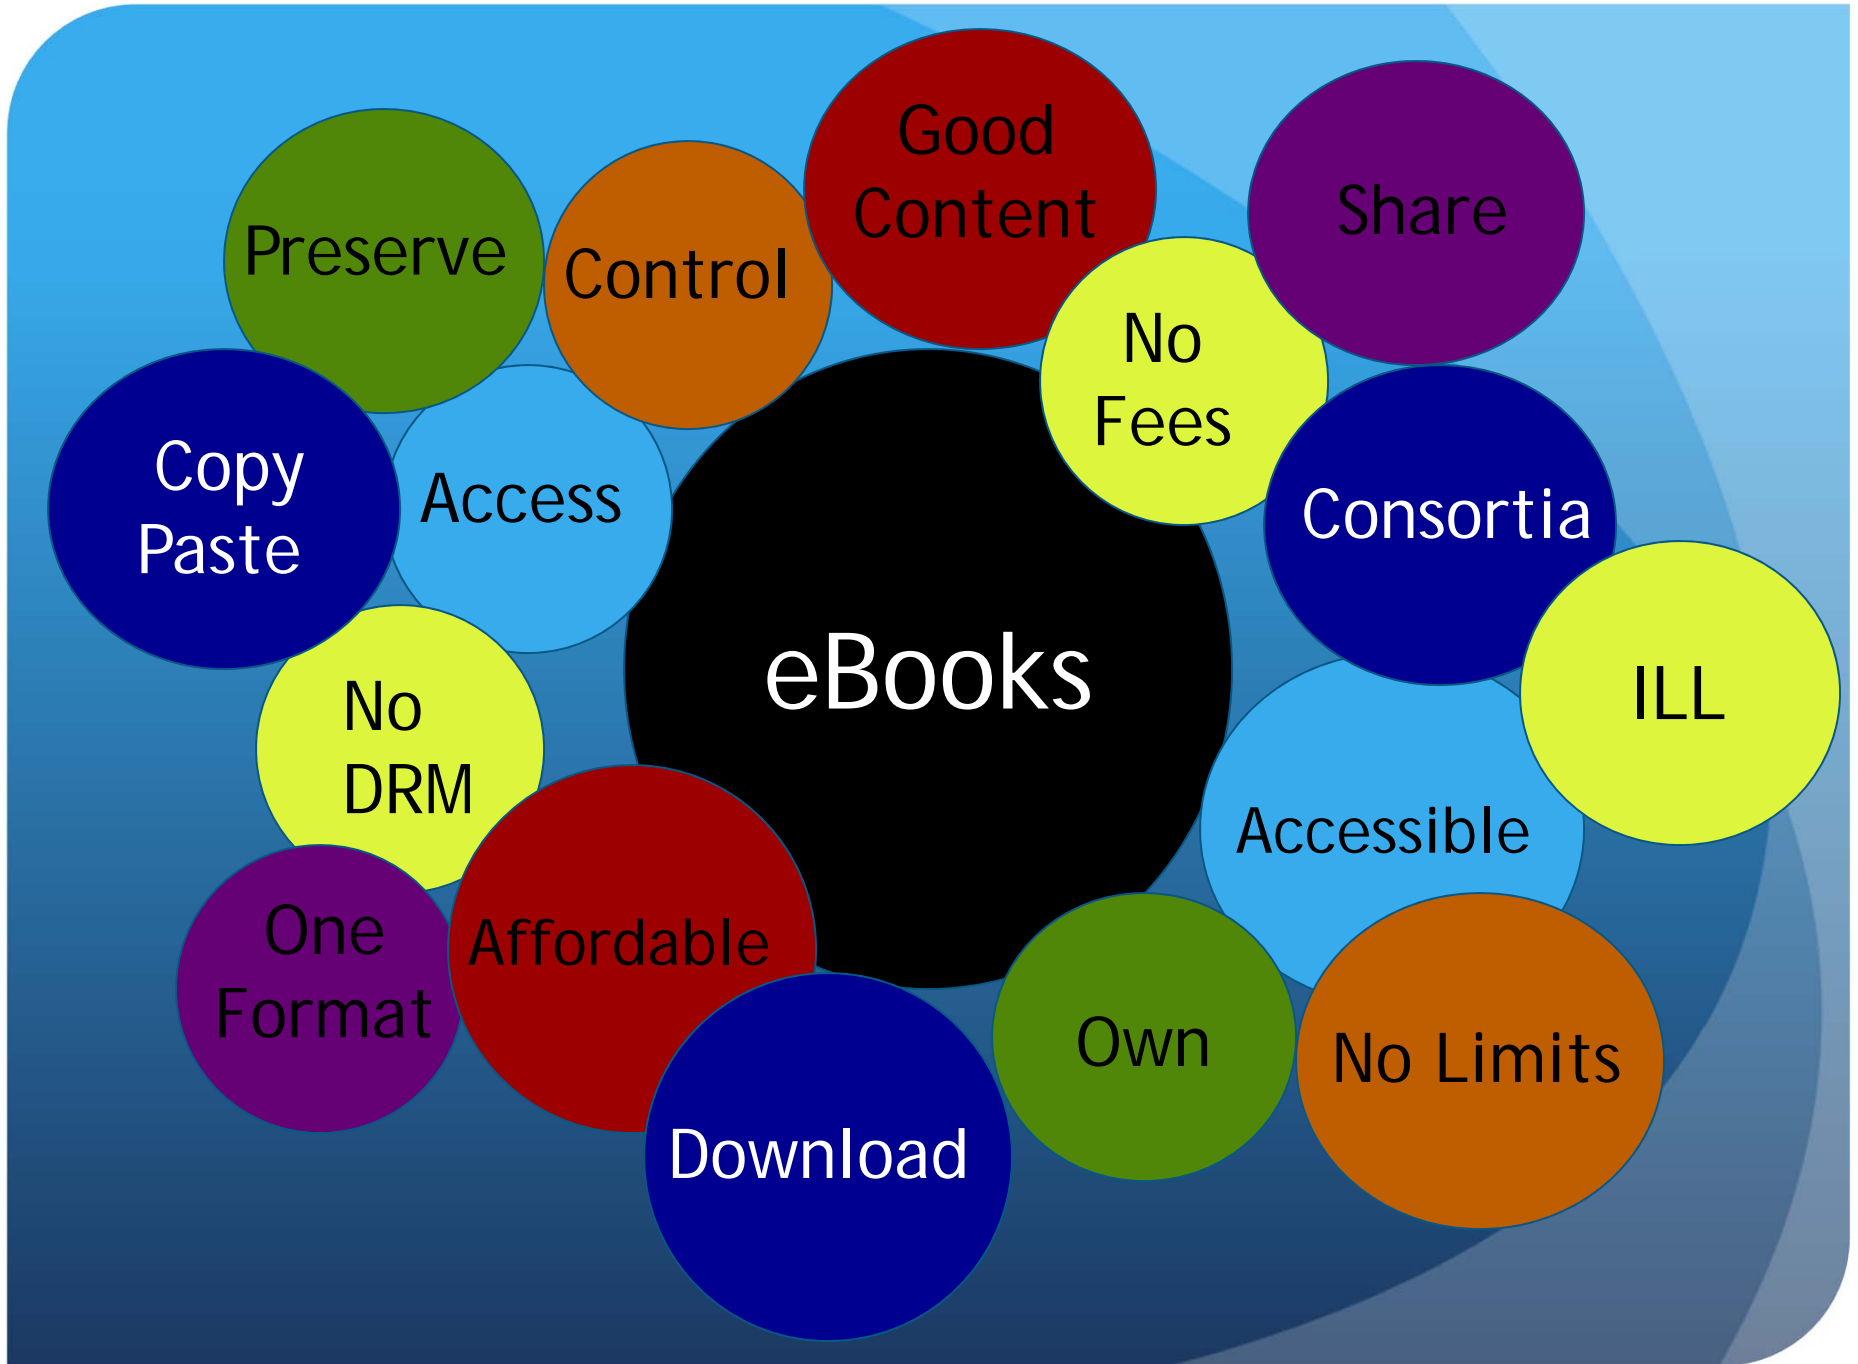 Good
Content
Share
Preserve
Control
No
Fees
Copy
Paste
Access
Consortia
eBooks
ILL
No
DRM
Accessible
One
Format
Affordable
Own
No Limits
Download